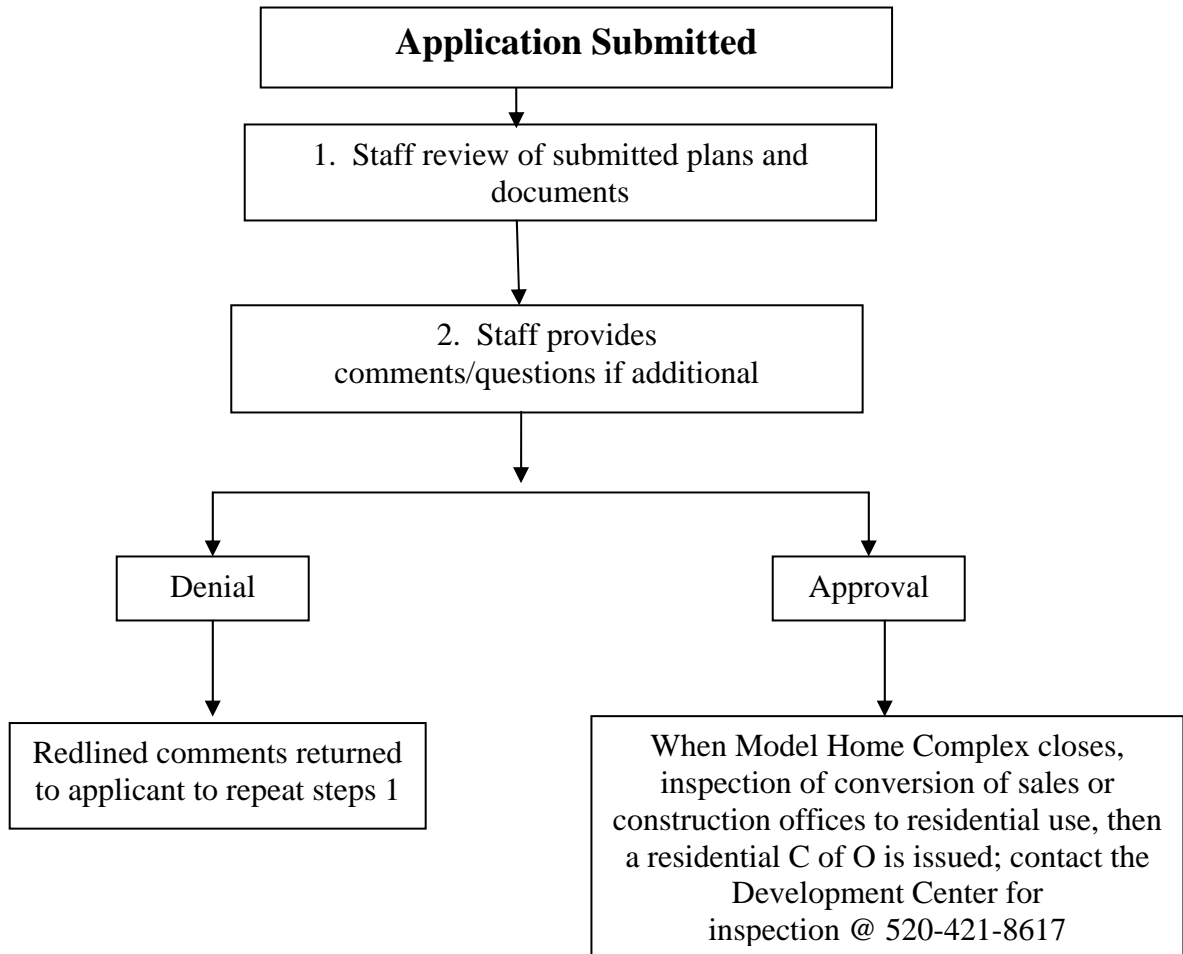 Application Submitted
1. Staff review of submitted plans and
documents
2. Staff provides
comments/questions if additional
Denial
Approval
Redlined comments returned
to applicant to repeat steps 1
When Model Home Complex closes,
inspection of conversion of sales or
construction offices to residential use, then
a residential C of O is issued; contact the
Development Center for
inspection @ 520-421-8617